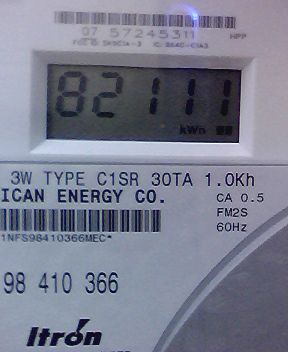 07 57245311 HPP
82111
kWh
3W TYPE C1SR 30TA 1.0Kh
ICAN ENERGY CO. CA 0.5
FM2S
60Hz
1NFS98410366MEC*
98 410 366
Itron